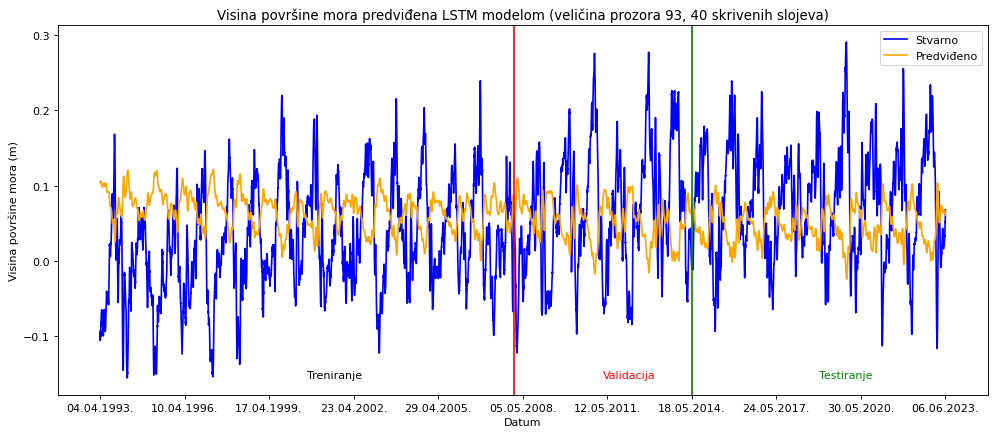 Visina površine mora predviđena LSTM modelom (veličina prozora 93, 40 skrivenih slojeva)
Stvarno
Predviđeno
Visina površine mora (m)
0.3
0.2
0.1
0.0
−0.1
Treniranje
Validacija
Testiranje
04.04.1993. 10.04.1996. 17.04.1999. 23.04.2002. 29.04.2005. 05.05.2008. 12.05.2011. 18.05.2014. 24.05.2017. 30.05.2020. 06.06.2023.
Datum